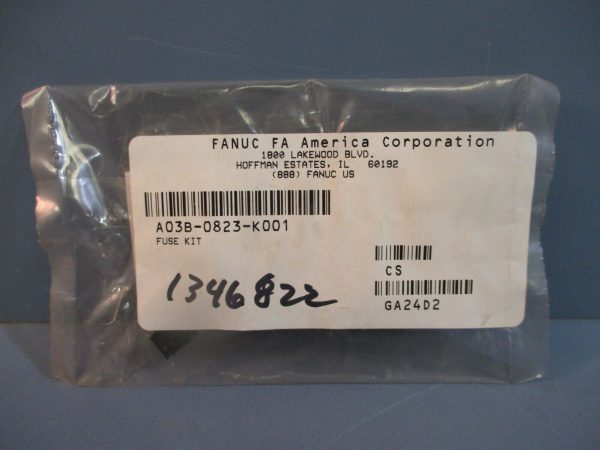 FANUC FA America Corporation
1800 LAKEWOOD BLVD.
HOFFMAN ESTATES, IL 60192
(888) FANUC US
A03B-0823-K001
FUSE KIT
1346822
CS
GA24D2